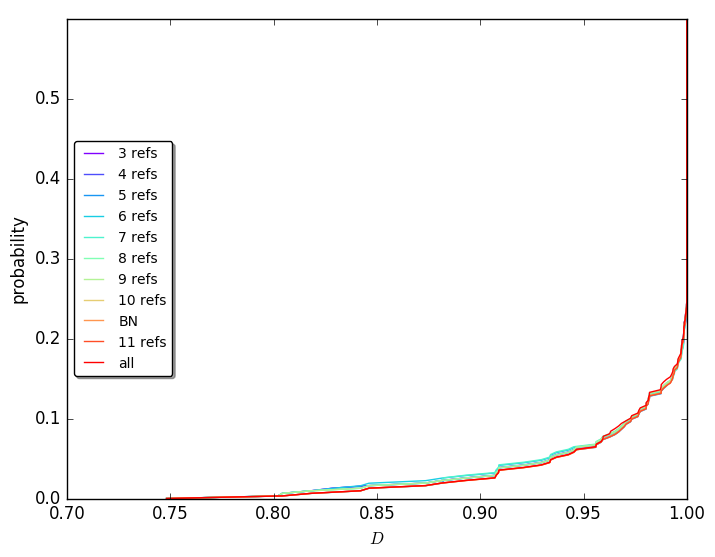 0.5
0.4
0.3
0.2
0.1
0.0
probability
3 refs
4 refs
5 refs
6 refs
7 refs
8 refs
9 refs
10 refs
BN
11 refs
all
0.70 0.75 0.80 0.85 0.90 0.95 1.00
D